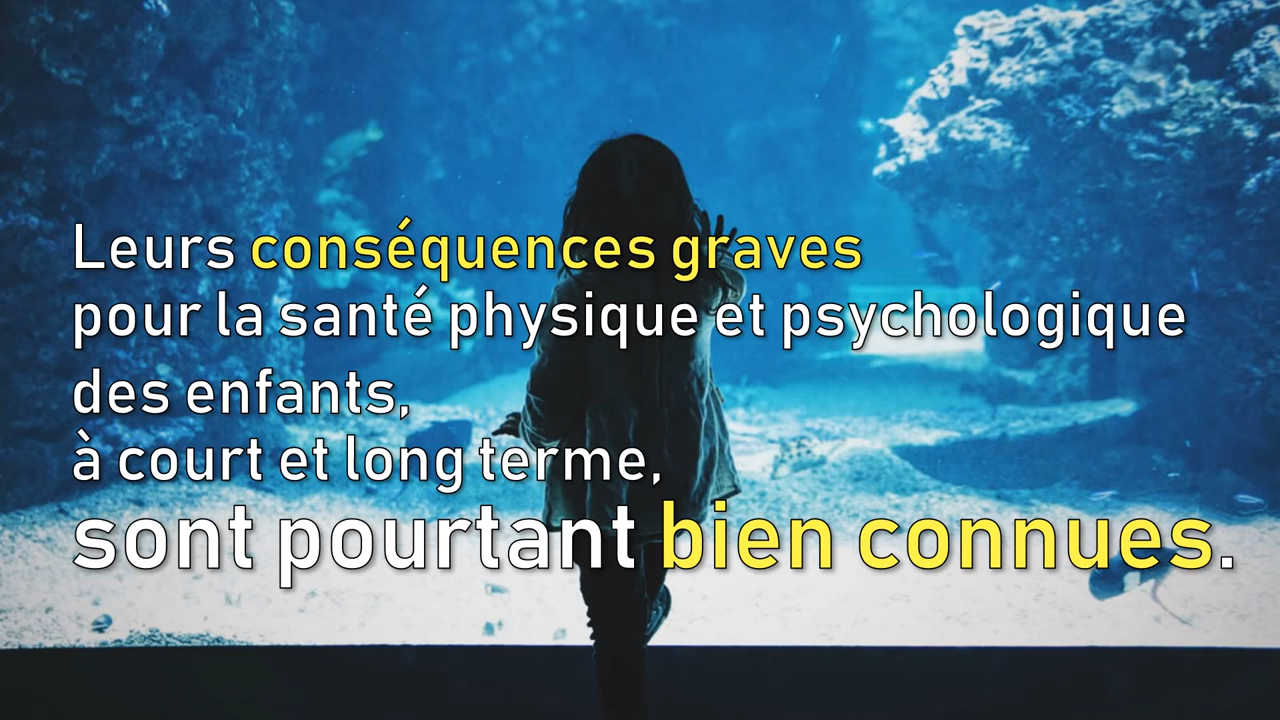 Leurs conséquences graves
pour la santé physique et psychologique
des enfants,
à court et long terme,
sont pourtant bien connues.